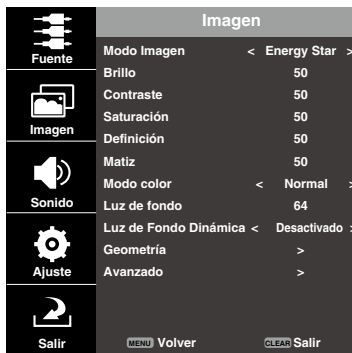 Imagen
Fuente
Imagen
Sonido
Ajuste
Salir
Modo Imagen < Energy Star >
Brillo 50
Contraste 50
Saturación 50
Definición 50
Matiz 50
Modo color < Normal >
Luz de fondo 64
Luz de Fondo Dinámica < Desactivado >
Geometría >
Avanzado >
MENU Volver CLEAR Salir